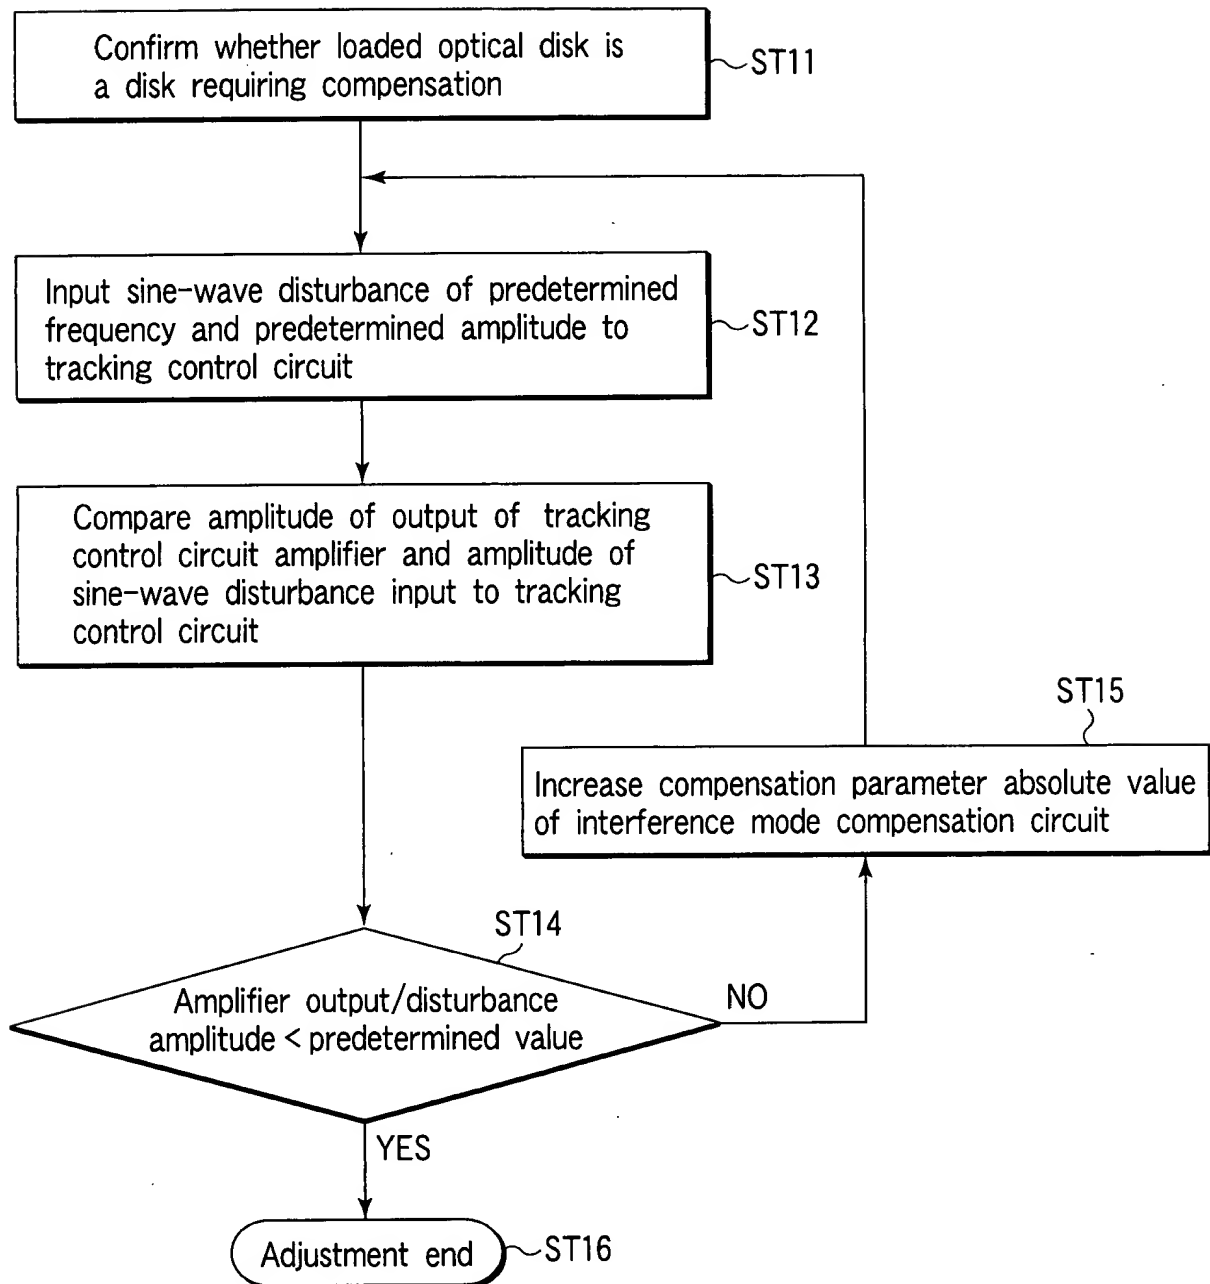 Confirm whether loaded optical disk is
a disk requiring compensation
ST11
Input sine-wave disturbance of predetermined
frequency and predetermined amplitude to
tracking control circuit
ST12
Compare amplitude of output of tracking
control circuit amplifier and amplitude of
sine-wave disturbance input to tracking
control circuit
ST13
ST15
Increase compensation parameter absolute value
of interference mode compensation circuit
ST14
Amplifier output/disturbance
amplitude < predetermined value
NO
YES
Adjustment end
ST16